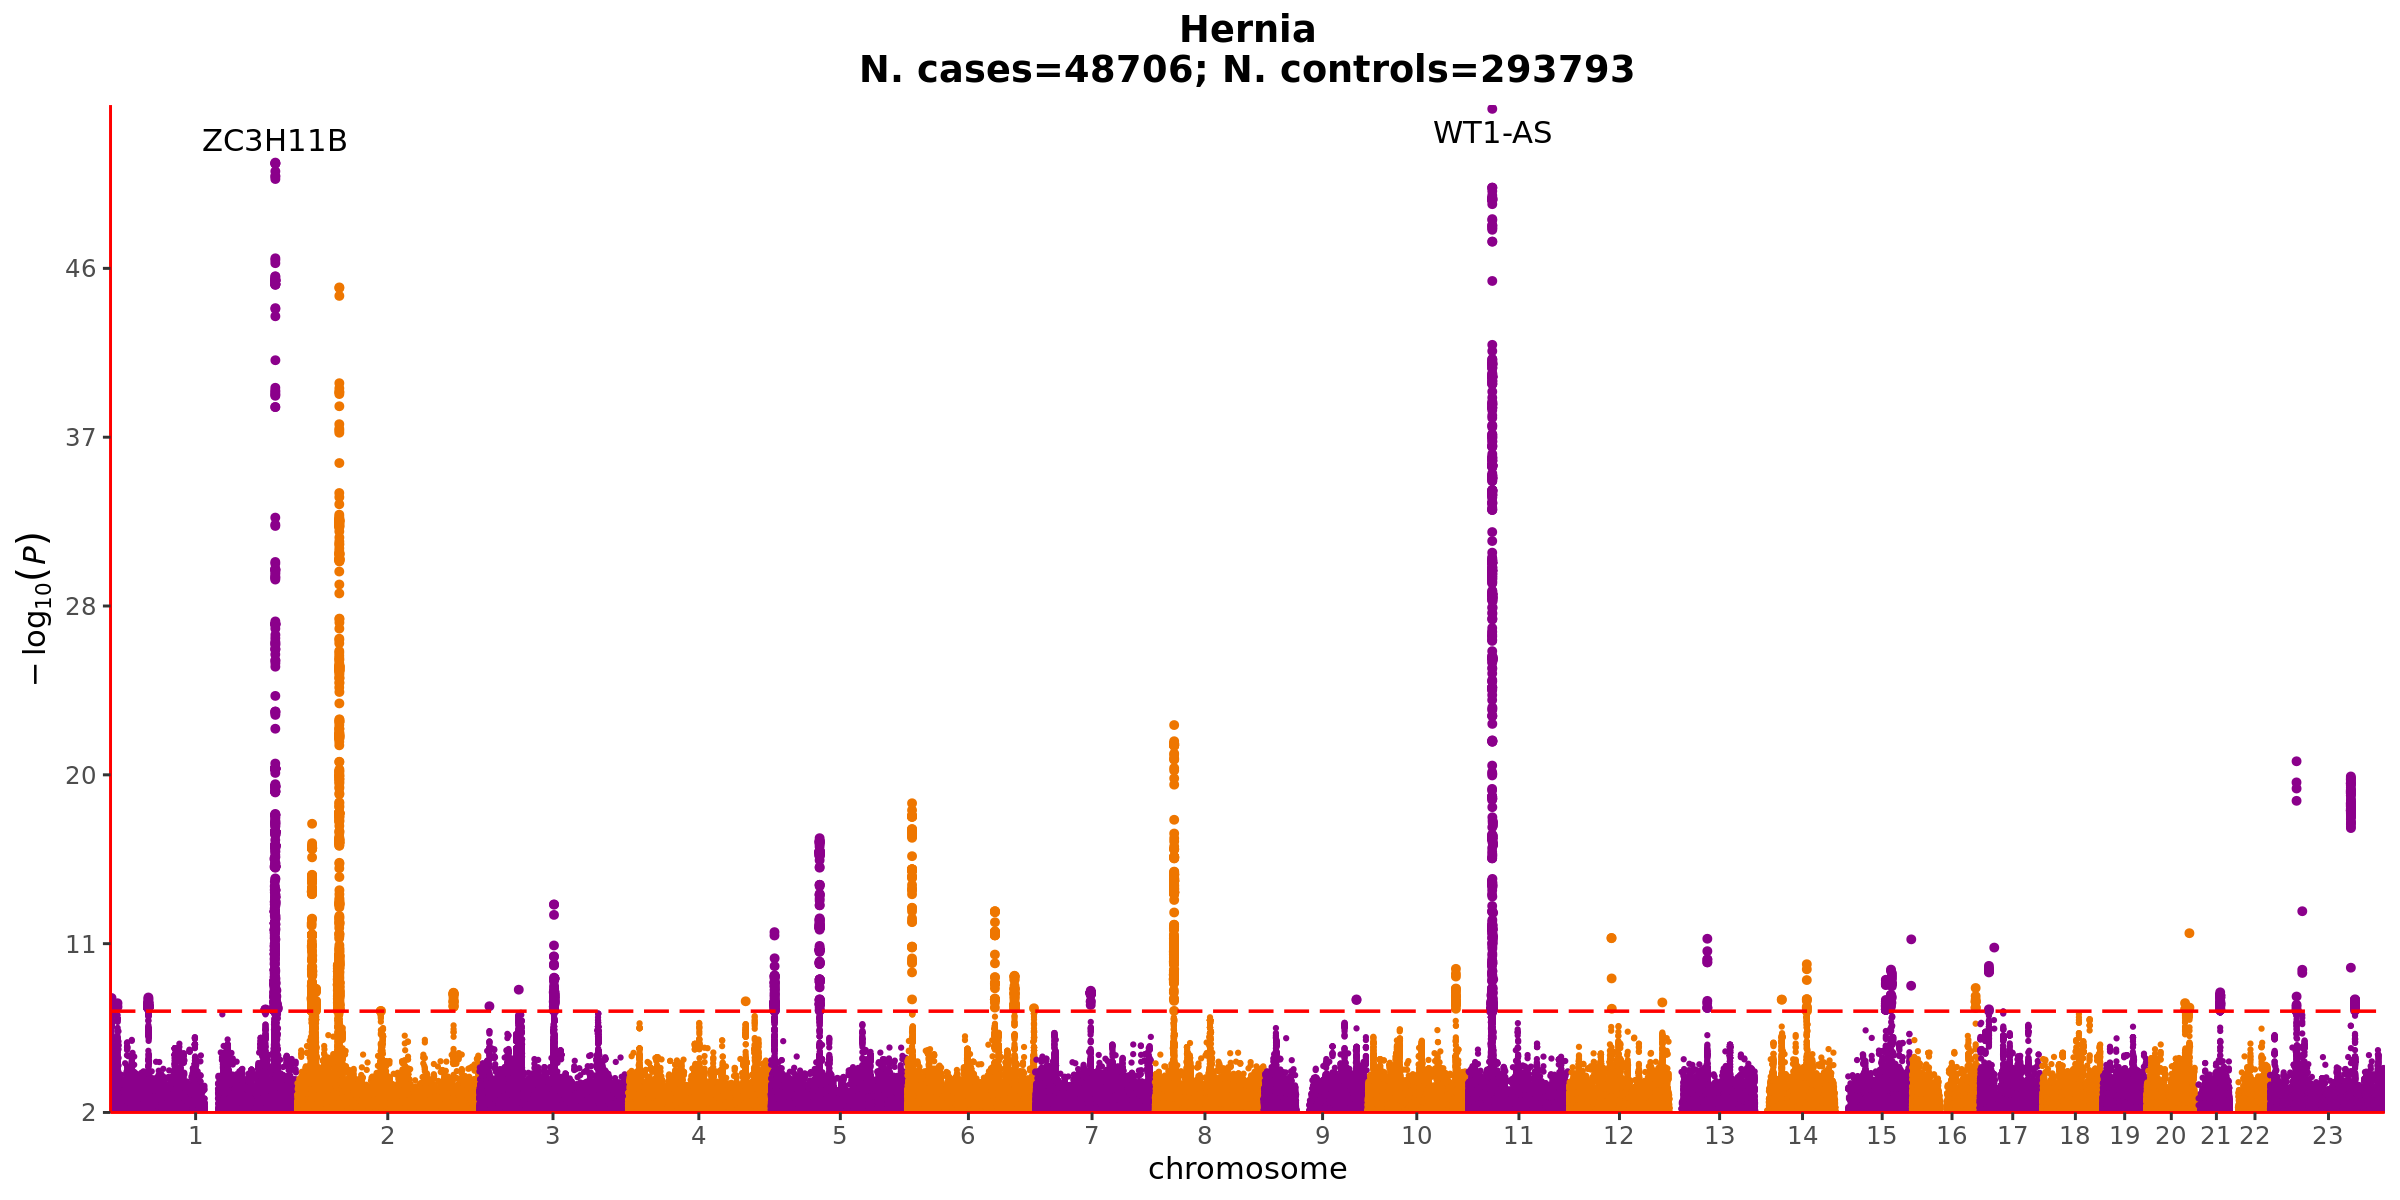 Hernia
N. cases=48706; N. controls=293793
ZC3H11B
WT1-AS
46
37
28
20
11
2
−log10(P)
1 2 3 4 5 6 7 8 9 10 11 12 13 14 15 16 17 18 19 20 21 22 23
chromosome